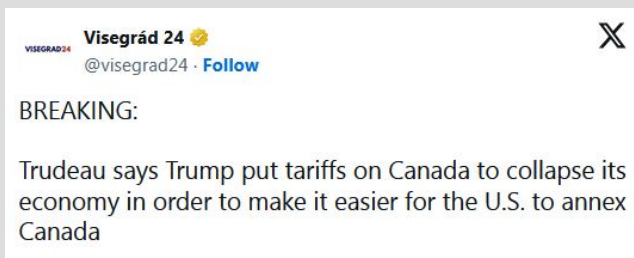 VISEGRAD24
Visegrád 24
@visegrad24 · Follow
BREAKING:
Trudeau says Trump put tariffs on Canada to collapse its
economy in order to make it easier for the U.S. to annex
Canada